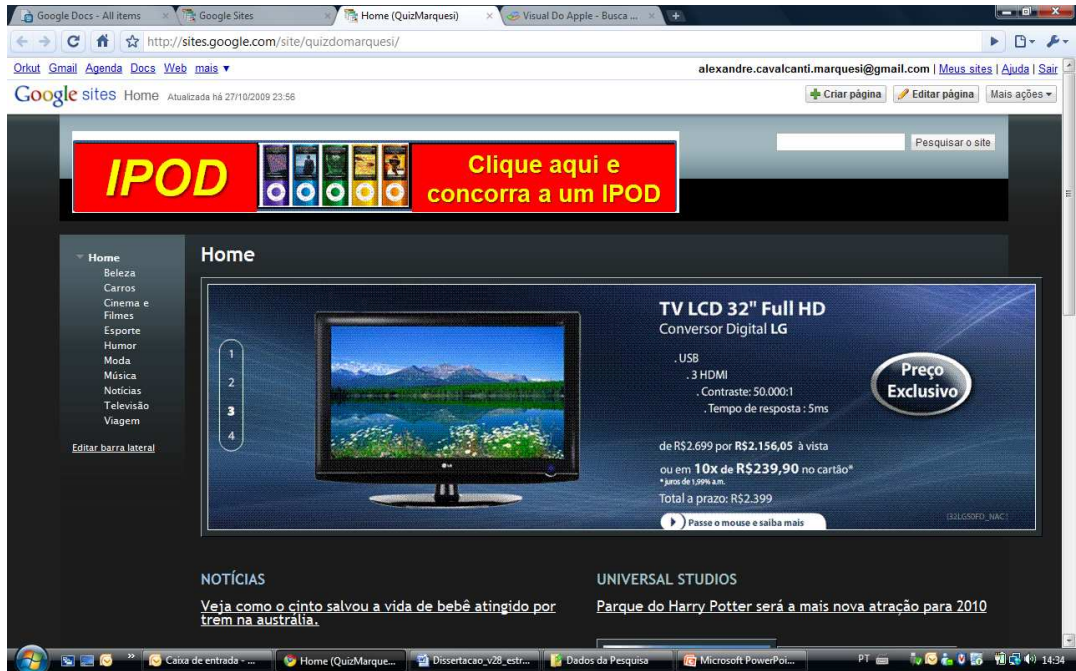 Google Docs - All items
Google Sites
Home (QuizMarquesi)
Visual Do Apple - Busca ...
http://sites.google.com/site/quizdomarquesi/
Orkut Gmail Agenda Docs Web mais ▼
alexandre.cavalcanti.marquesi@gmail.com | Meus sites | Ajuda | Sair
Google sites Home Atualizada há 27/10/2009 23:56
Criar página Editar página Mais ações ▾
Pesquisar o site
IPOD
Clique aqui e
concorra a um IPOD
Home
Beleza
Carros
Cinema e
Filmes
Esporte
Humor
Moda
Música
Notícias
Televisão
Viagem
Editar barra lateral
Home
1
2
3
4
LG
TV LCD 32" Full HD
Conversor Digital LG
. USB
. 3 HDMI
. Contraste: 50.000:1
. Tempo de resposta : 5ms
Preço
Exclusivo
de R$2.699 por R$2.156,05 à vista
ou em 10x de R$239,90 no cartão*
*juros de 1,99% a.m.
Total a prazo: R$2.399
Passe o mouse e saiba mais
NOTÍCIAS
Veja como o cinto salvou a vida de bebê atingido por
trem na austrália.
UNIVERSAL STUDIOS
Parque do Harry Potter será a mais nova atração para 2010
Caixa de entrada - ...
Home (QuizMarque...
Dissertacao_v28_estr...
Dados da Pesquisa
Microsoft PowerPoi...
PT
14:34